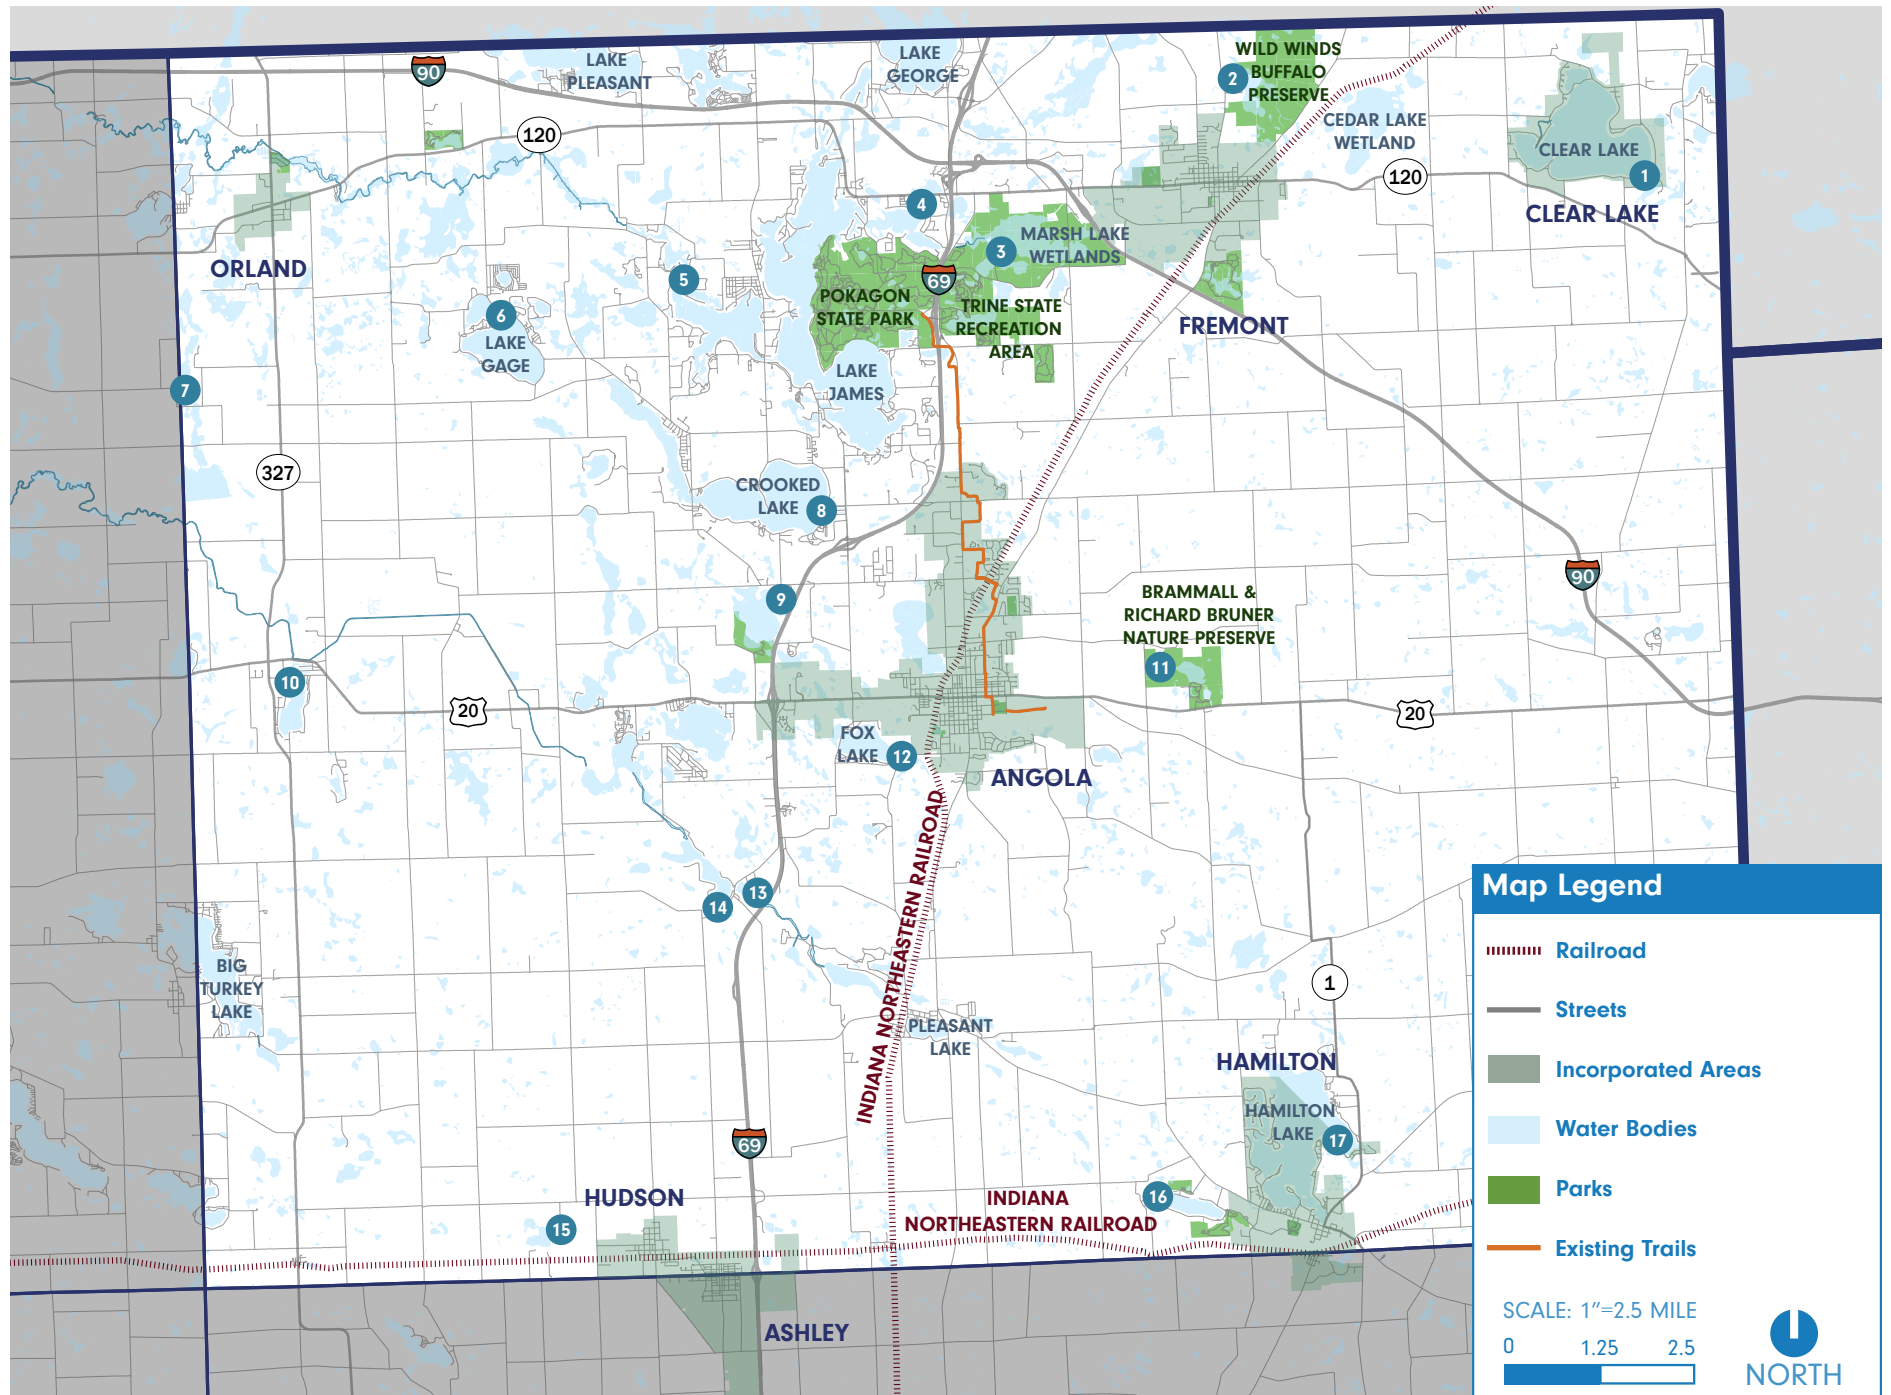 LAKE
PLEASANT
LAKE
GEORGE
WILD WINDS
BUFFALO
PRESERVE
2
90
120
CEDAR LAKE
WETLAND
CLEAR LAKE
1
120
CLEAR LAKE
4
MARSH LAKE
WETLANDS
3
ORLAND
5
69
POKAGON
STATE PARK
TRINE STATE
RECREATION
AREA
FREMONT
6
LAKE
GAGE
7
LAKE
JAMES
327
CROOKED
LAKE
8
90
9
BRAMMALL &
RICHARD BRUNER
NATURE PRESERVE
11
10
20
20
FOX
LAKE
12
ANGOLA
INDIANA NORTHEASTERN RAILROAD
13
14
BIG
TURKEY
LAKE
1
PLEASANT
LAKE
HAMILTON
HAMILTON
LAKE
17
69
16
HUDSON
15
INDIANA
NORTHEASTERN RAILROAD
ASHLEY
Map Legend
Railroad
Streets
Incorporated Areas
Water Bodies
Parks
Existing Trails
SCALE: 1”=2.5 MILE
0 1.25 2.5
NORTH